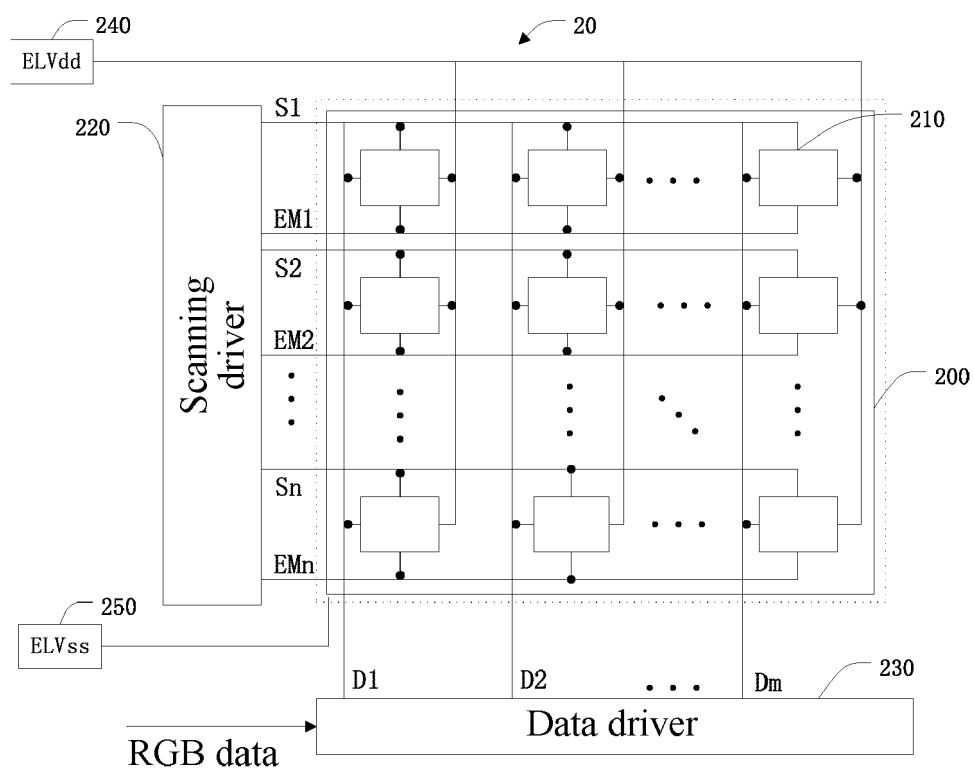 240
20
ELVdd
S1
220
210
EM1
S2
Scanning
driver
EM2
200
Sn
EMn
250
ELVss
D1
D2
Dm
230
Data driver
RGB data